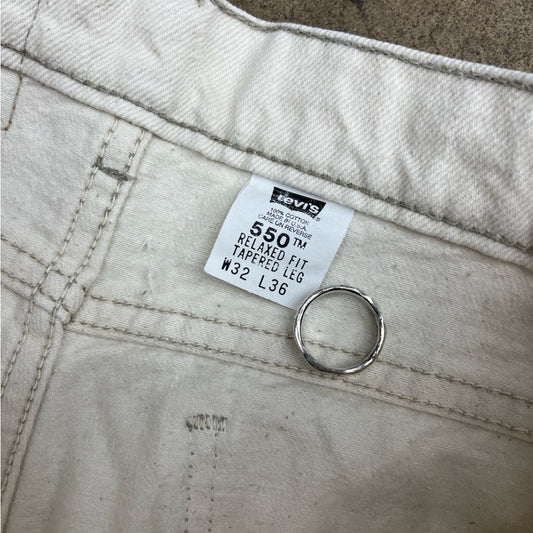 Levi's
100% COTTON
MADE IN U.S.A.
CARE ON REVERSE
550™
RELAXED FIT
TAPERED LEG
W32 L36